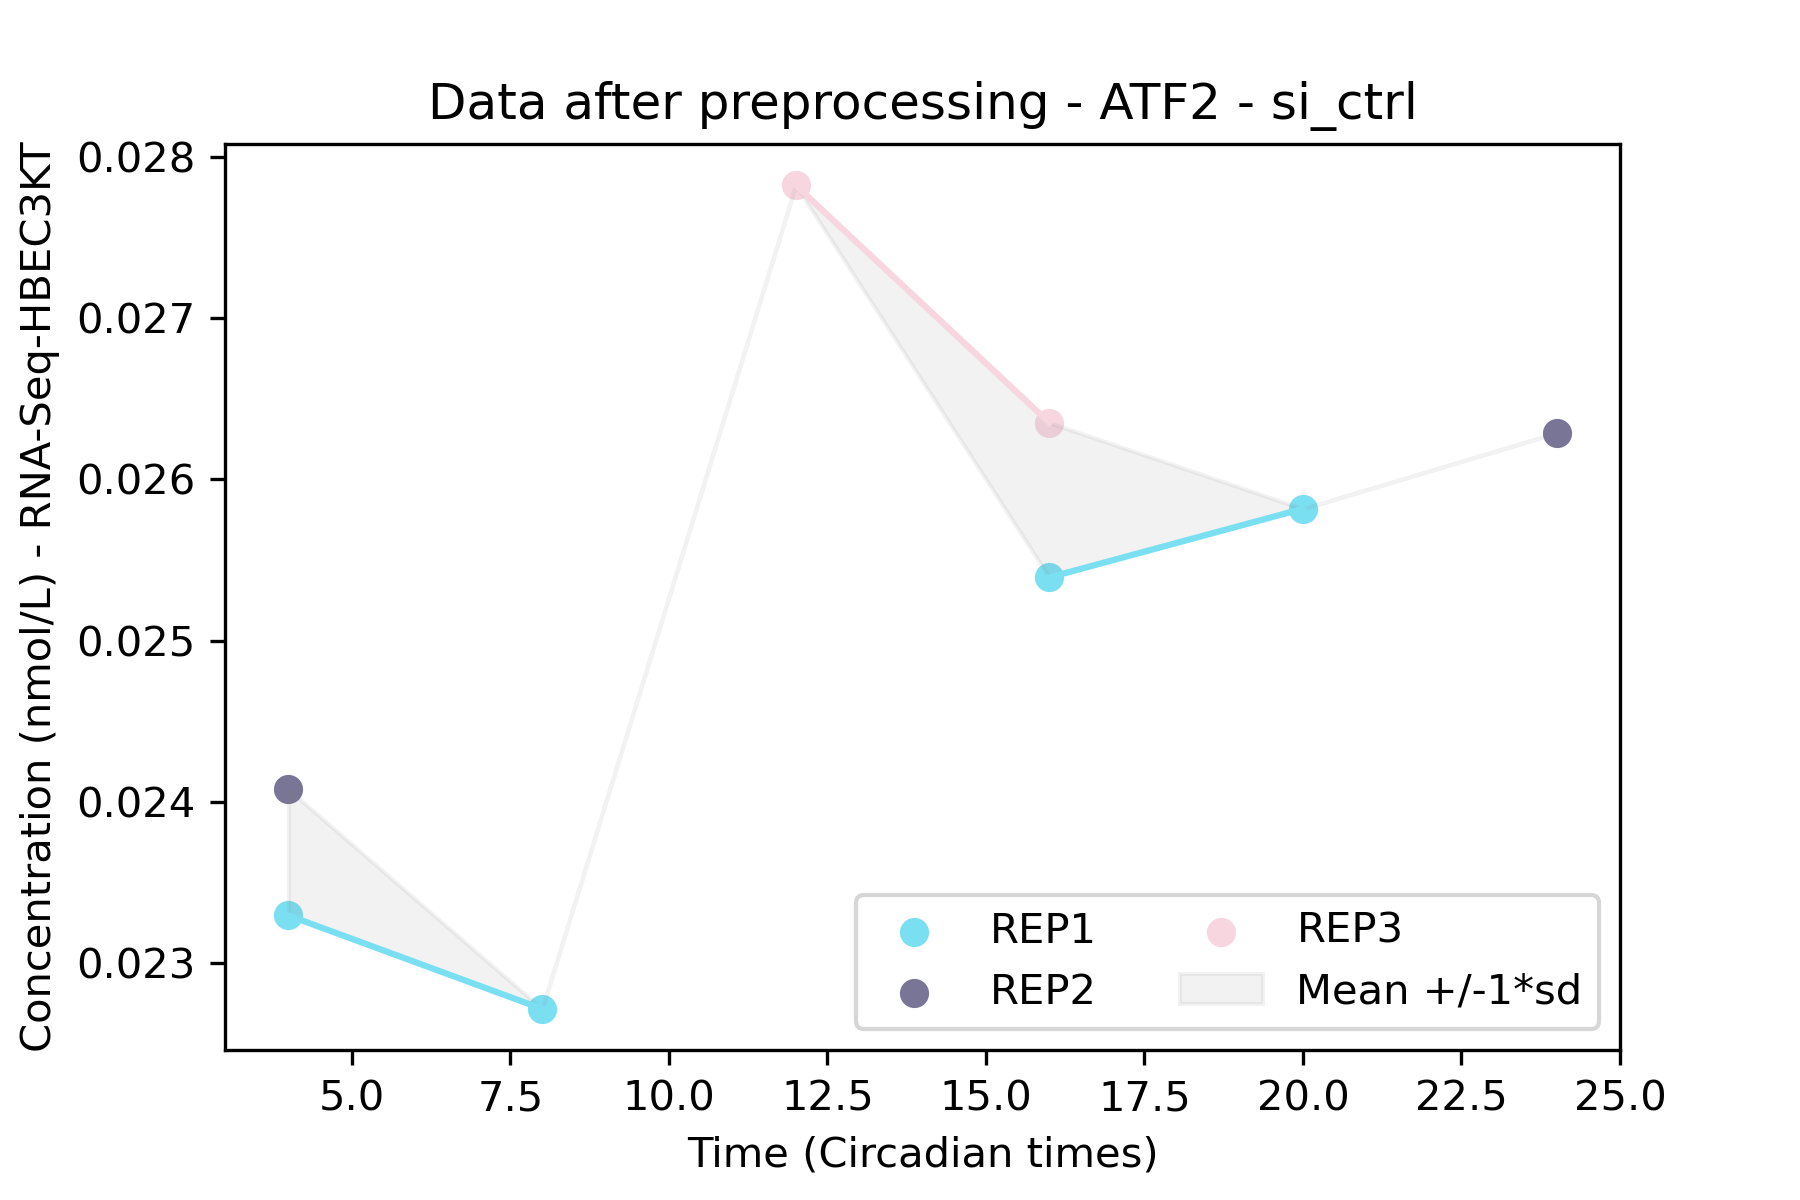 Data after preprocessing - ATF2 - si_ctrl
Concentration (nmol/L) - RNA-Seq-HBEC3KT
0.028
0.027
0.026
0.025
0.024
0.023
REP1
REP2
REP3
Mean +/-1*sd
5.0 7.5 10.0 12.5 15.0 17.5 20.0 22.5 25.0
Time (Circadian times)